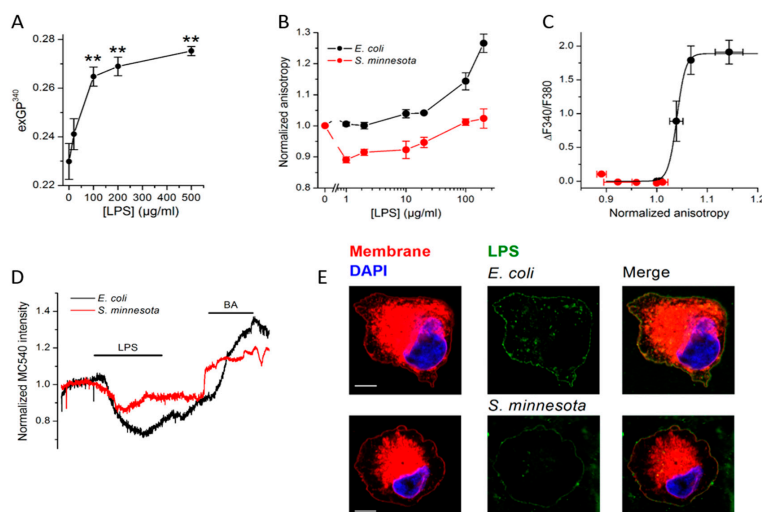 A
exGP340
0.28
0.26
0.24
0.22
**
**
**
0 100 200 300 400 500
[LPS] (µg/ml)
B
Normalized anisotropy
1.3
1.2
1.1
1.0
0.9
0.8
E. coli
S. minnesota
0 1 10 100
[LPS] (µg/ml)
C
ΔF340/F380
2.0
1.5
1.0
0.5
0.0
0.9 1.0 1.1 1.2
Normalized anisotropy
D
Normalized MC540 intensity
1.4
1.2
1.0
0.8
E. coli
S. minnesota
LPS
BA
E
Membrane
DAPI
LPS
E. coli
Merge
S. minnesota